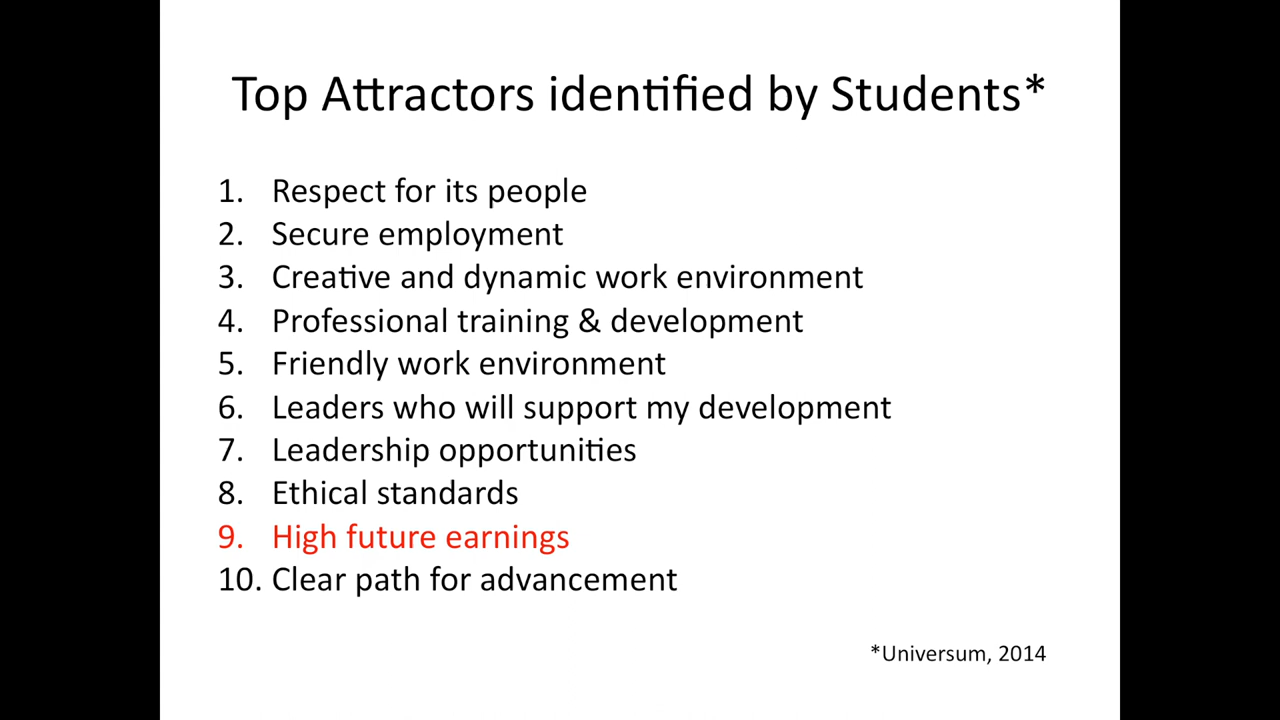 Top Attractors identified by Students*
1. Respect for its people
2. Secure employment
3. Creative and dynamic work environment
4. Professional training & development
5. Friendly work environment
6. Leaders who will support my development
7. Leadership opportunities
8. Ethical standards
9. High future earnings
10. Clear path for advancement
*Universum, 2014